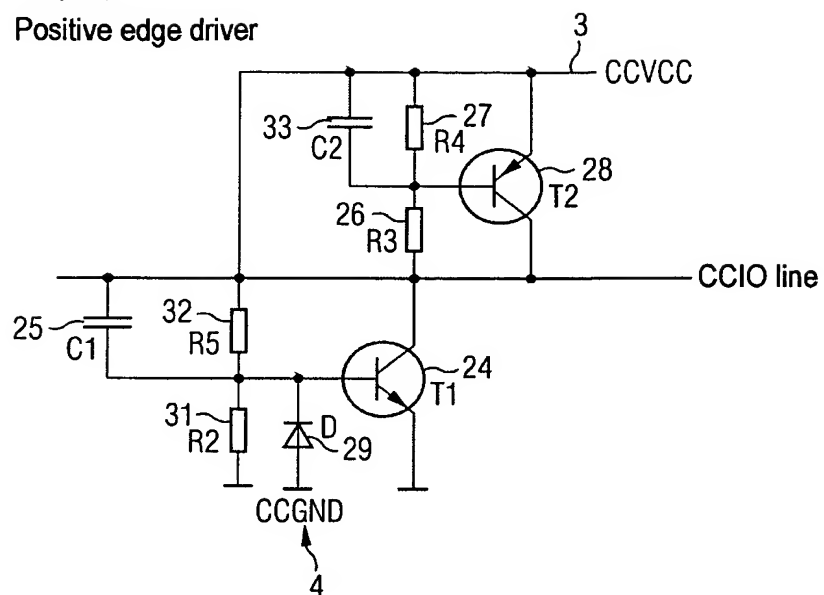 Positive edge driver
3
CCVCC
33
C2
27
R4
28
T2
26
R3
CCIO line
25
C1
32
R5
24
T1
31
R2
D
29
CCGND
4